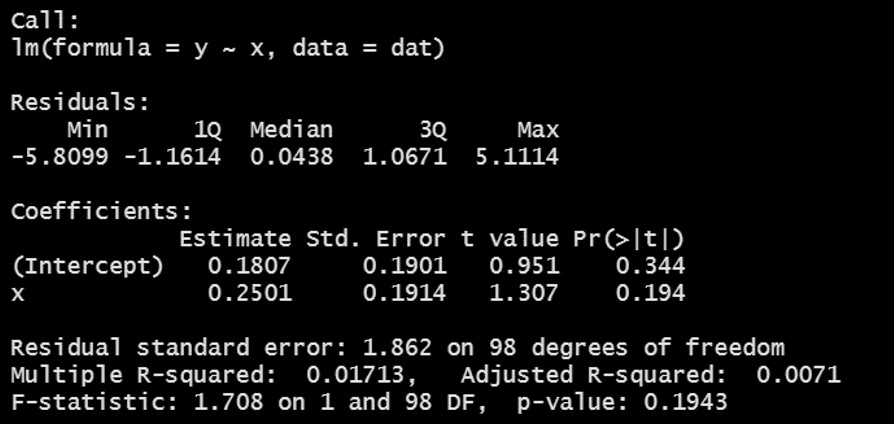 Call:
lm(formula = y ~ x, data = dat)
Residuals:
    Min      1Q  Median      3Q     Max
-5.8099 -1.1614  0.0438  1.0671  5.1114
Coefficients:
            Estimate Std. Error t value Pr(>|t|)
(Intercept)   0.1807     0.1901   0.951    0.344
x             0.2501     0.1914   1.307    0.194
Residual standard error: 1.862 on 98 degrees of freedom
Multiple R-squared:  0.01713,   Adjusted R-squared:  0.0071
F-statistic: 1.708 on 1 and 98 DF,  p-value: 0.1943